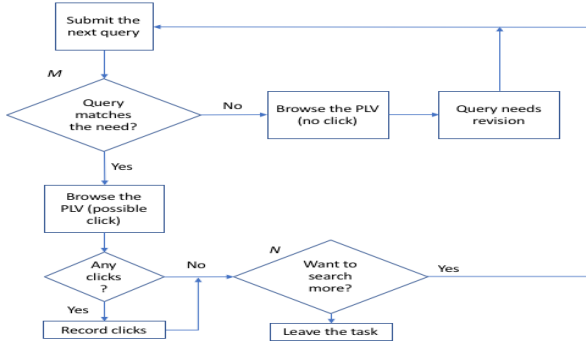 Submit the
next query
M
Query
matches
the need?
No
Browse the PLV
(no click)
Query needs
revision
Yes
Browse the
PLV (possible
click)
Any
clicks
?
No
N
Want to
search
more?
Yes
Yes
Record clicks
Leave the task